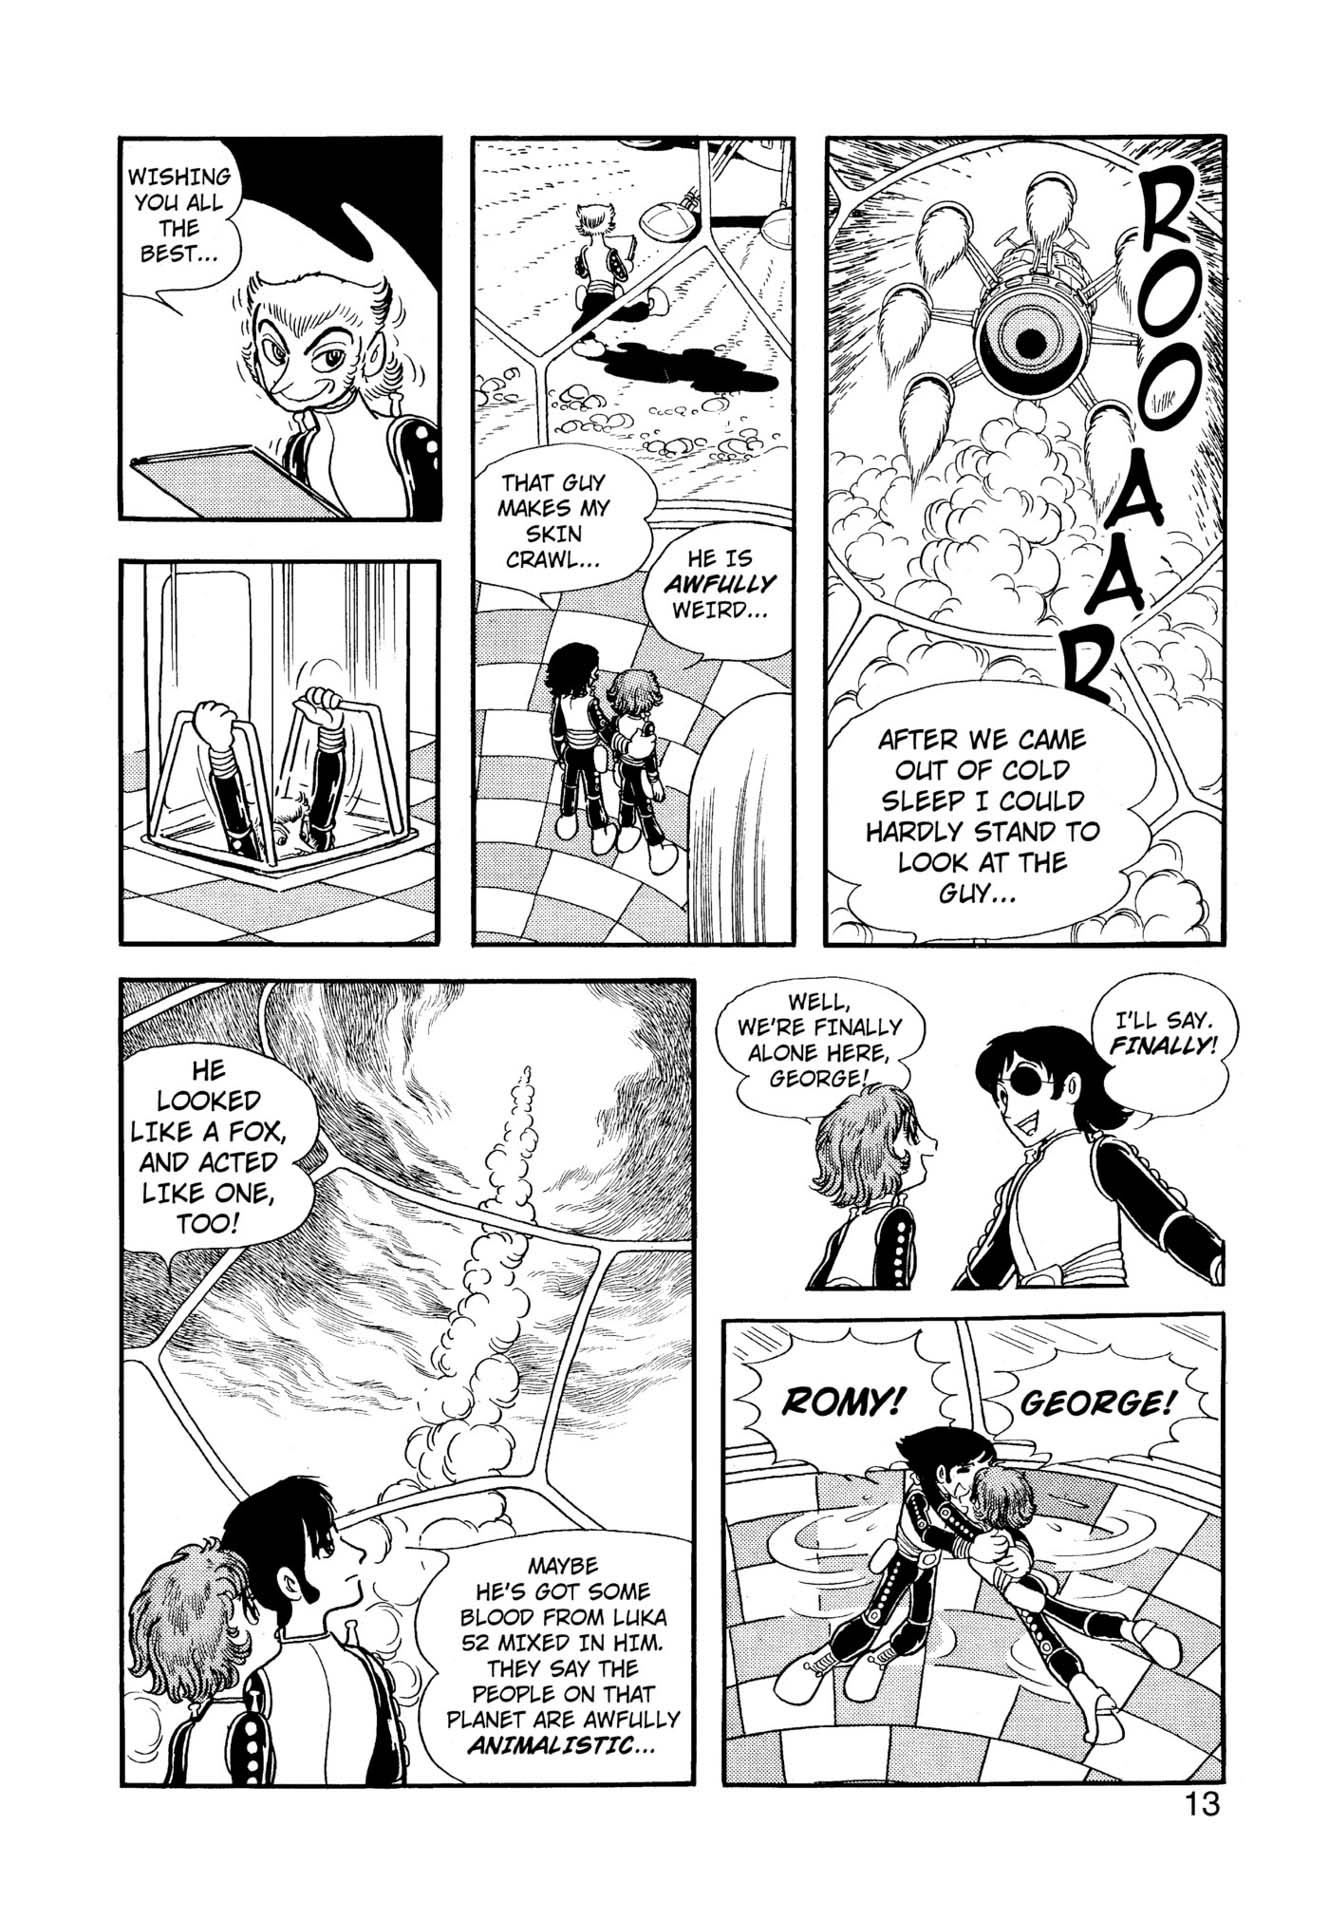 WISHING
YOU ALL
THE
BEST...
THAT GUY
MAKES MY
SKIN
CRAWL...
HE IS
AWFULLY
WEIRD...
ROOAAR
AFTER WE CAME
OUT OF COLD
SLEEP I COULD
HARDLY STAND TO
LOOK AT THE
GUY...
HE
LOOKED
LIKE A FOX,
AND ACTED
LIKE ONE,
TOO!
MAYBE
HE'S GOT SOME
BLOOD FROM LUKA
52 MIXED IN HIM.
THEY SAY THE
PEOPLE ON THAT
PLANET ARE AWFULLY
ANIMALISTIC...
WELL,
WE'RE FINALLY
ALONE HERE,
GEORGE!
I'LL SAY.
FINALLY!
ROMY!
GEORGE!
13